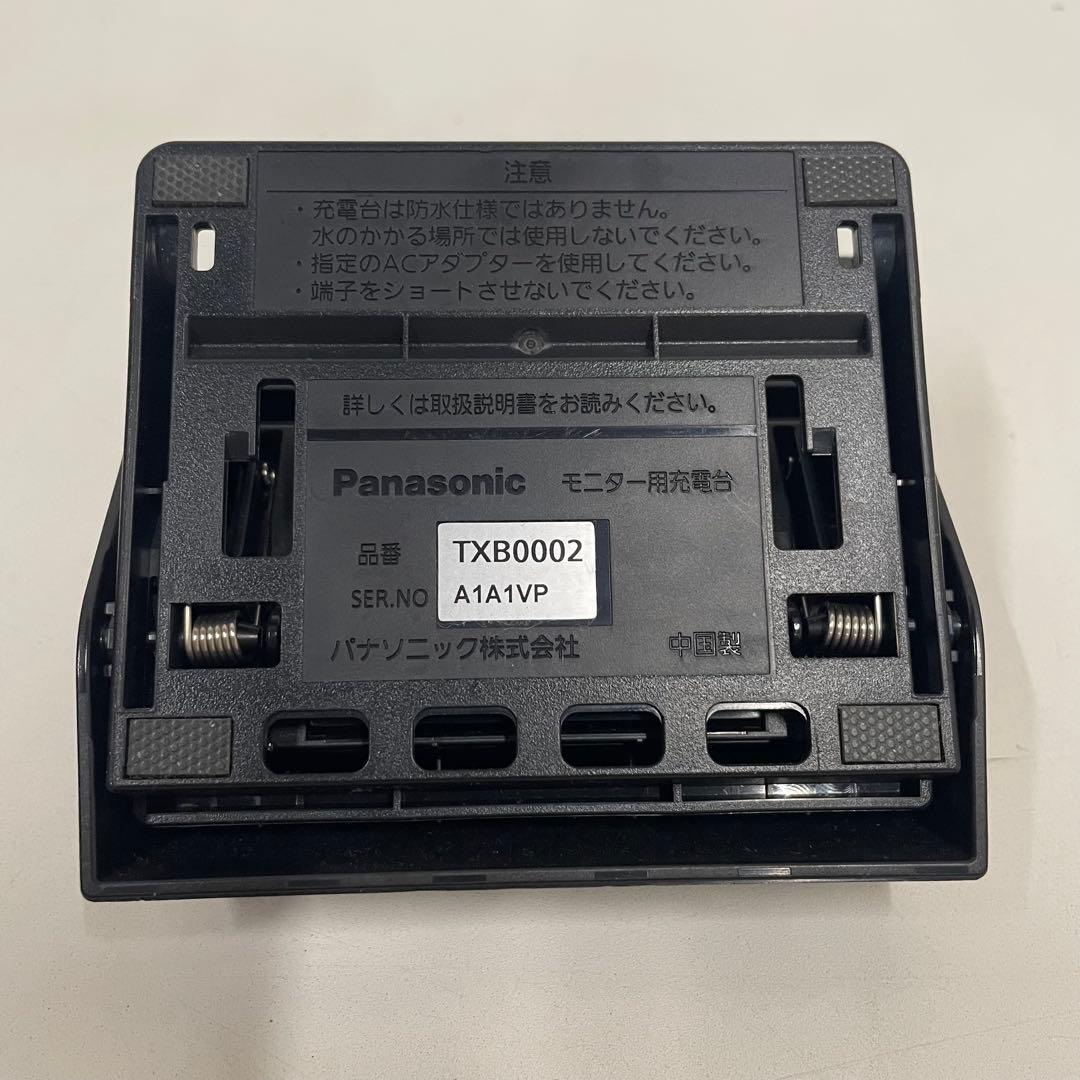 注意
・充電台は防水仕様ではありません。
水のかかる場所では使用しないでください。
・指定のACアダプターを使用してください。
・端子をショートさせないでください。
詳しくは取扱説明書をお読みください。
Panasonic モニター用充電台
品番 TXB0002
SER.NO A1A1VP
パナソニック株式会社 中国製